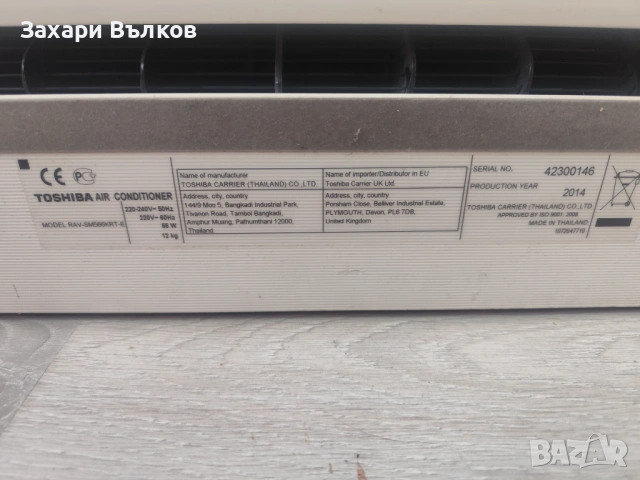 Захари Вълков
CE PG
TOSHIBA AIR CONDITIONER
220-240V~ 50Hz
220V~ 60Hz
MODEL RAV-SM566KRT-E
55 W
12 kg
Name of manufacturer
TOSHIBA CARRIER (THAILAND) CO.,LTD.
Address, city, country
144/9 Moo 5, Bangkadi Industrial Park,
Tivanon Road, Tambol Bangkadi,
Amphur Muang, Pathumthani 12000,
Thailand.
Name of importer/Distributor in EU
Toshiba Carrier UK Ltd.
Address, city, country
Porsham Close, Belliver Industrial Estate,
PLYMOUTH, Devon, PL6 7DB,
United Kingdom
SERIAL NO. 42300146
PRODUCTION YEAR 2014
TOSHIBA CARRIER (THAILAND) CO.,LTD.
APPROVED BY ISO 9001: 2008
MADE IN THAILAND
bazar